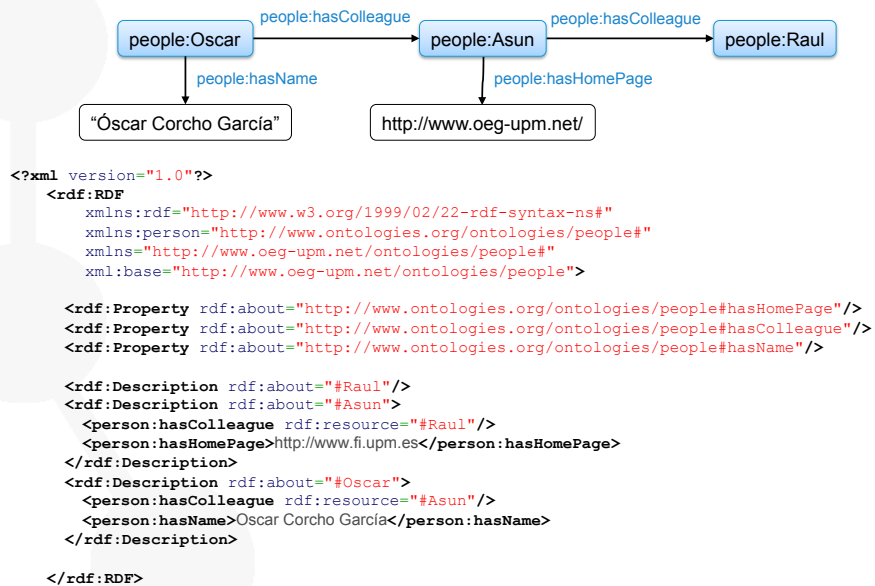 people:hasColleague
people:hasColleague
people:Oscar
people:Asun
people:Raul
people:hasName
people:hasHomePage
“Óscar Corcho García”
http://www.oeg-upm.net/
<?xml version="1.0"?>
<rdf:RDF
xmlns:rdf="http://www.w3.org/1999/02/22-rdf-syntax-ns#"
xmlns:person="http://www.ontologies.org/ontologies/people#"
xmlns="http://www.oeg-upm.net/ontologies/people#"
xml:base="http://www.oeg-upm.net/ontologies/people">
<rdf:Property rdf:about="http://www.ontologies.org/ontologies/people#hasHomePage"/>
<rdf:Property rdf:about="http://www.ontologies.org/ontologies/people#hasColleague"/>
<rdf:Property rdf:about="http://www.ontologies.org/ontologies/people#hasName"/>
<rdf:Description rdf:about="#Raul"/>
<rdf:Description rdf:about="#Asun">
<person:hasColleague rdf:resource="#Raul"/>
<person:hasHomePage>http://www.fi.upm.es</person:hasHomePage>
</rdf:Description>
<rdf:Description rdf:about="#Oscar">
<person:hasColleague rdf:resource="#Asun"/>
<person:hasName>Oscar Corcho García</person:hasName>
</rdf:Description>
</rdf:RDF>